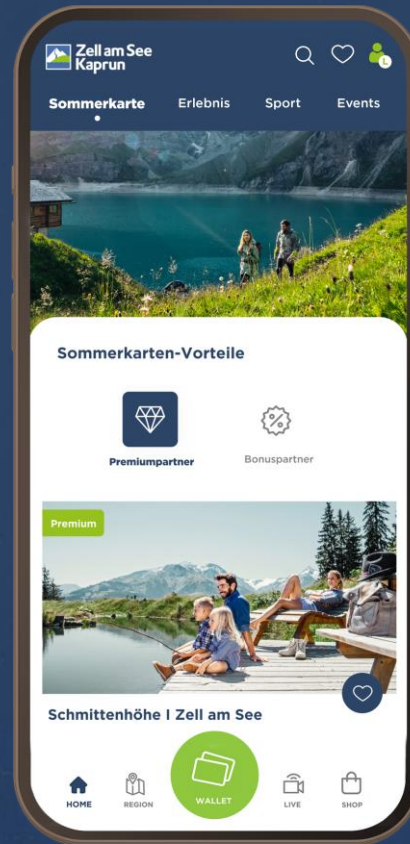 Zell am See
Kaprun
L
Sommerkarte Erlebnis Sport Events
Sommerkarten-Vorteile
Premiumpartner Bonuspartner
Premium
Schmittenhöhe I Zell am See
HOME REGION WALLET LIVE SHOP